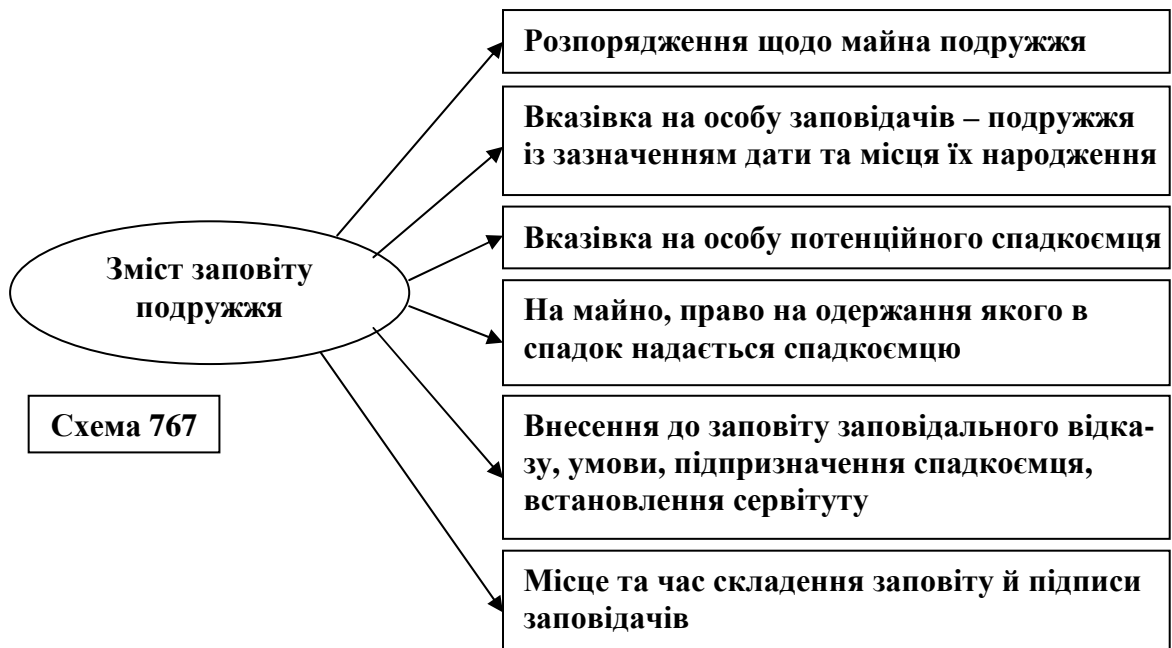 Розпорядження щодо майна подружжя
Вказівка на особу заповідачів – подружжя
із зазначенням дати та місця їх народження
Вказівка на особу потенційного спадкоємця
Зміст заповіту
подружжя
На майно, право на одержання якого в
спадок надається спадкоємцю
Схема 767
Внесення до заповіту заповідального відка-
зу, умови, підпризначення спадкоємця,
встановлення сервітуту
Місце та час складення заповіту й підписи
заповідачів